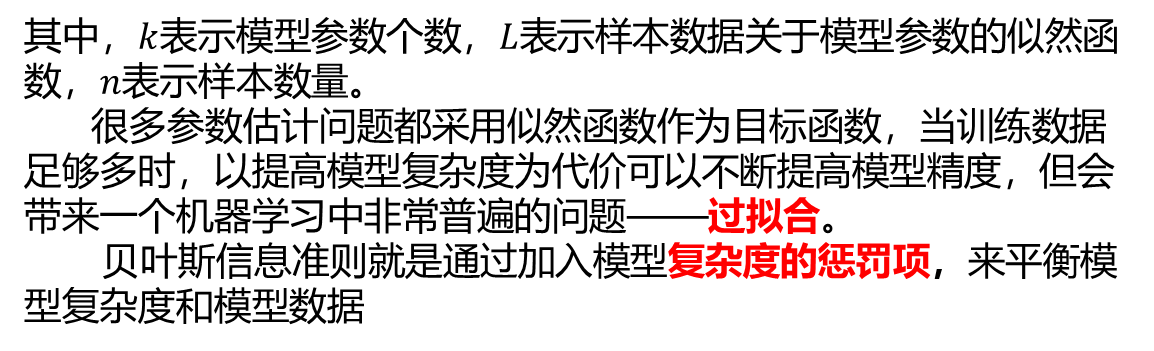 其中，k表示模型参数个数，L表示样本数据关于模型参数的似然函
数，n表示样本数量。
很多参数估计问题都采用似然函数作为目标函数，当训练数据
足够多时，以提高模型复杂度为代价可以不断提高模型精度，但会
带来一个机器学习中非常普遍的问题——过拟合。
贝叶斯信息准则就是通过加入模型复杂度的惩罚项，来平衡模
型复杂度和模型数据